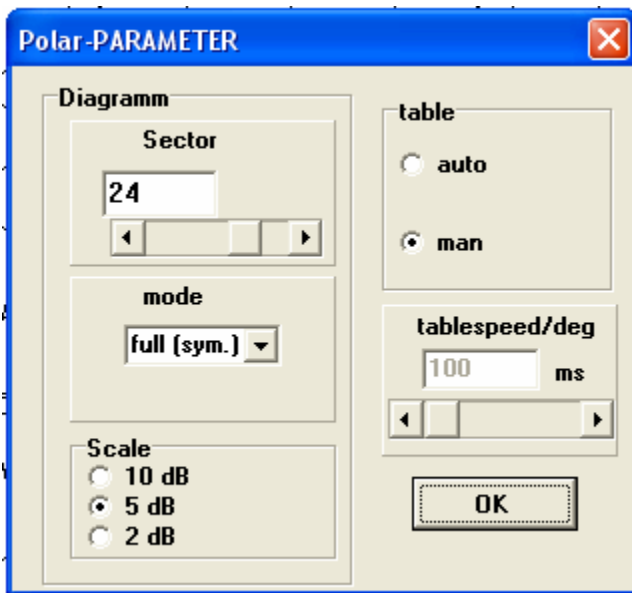 Polar-PARAMETER
Diagramm
Sector
24
mode
full (sym.)
Scale
10 dB
5 dB
2 dB
table
auto
man
tablespeed/deg
100 ms
OK